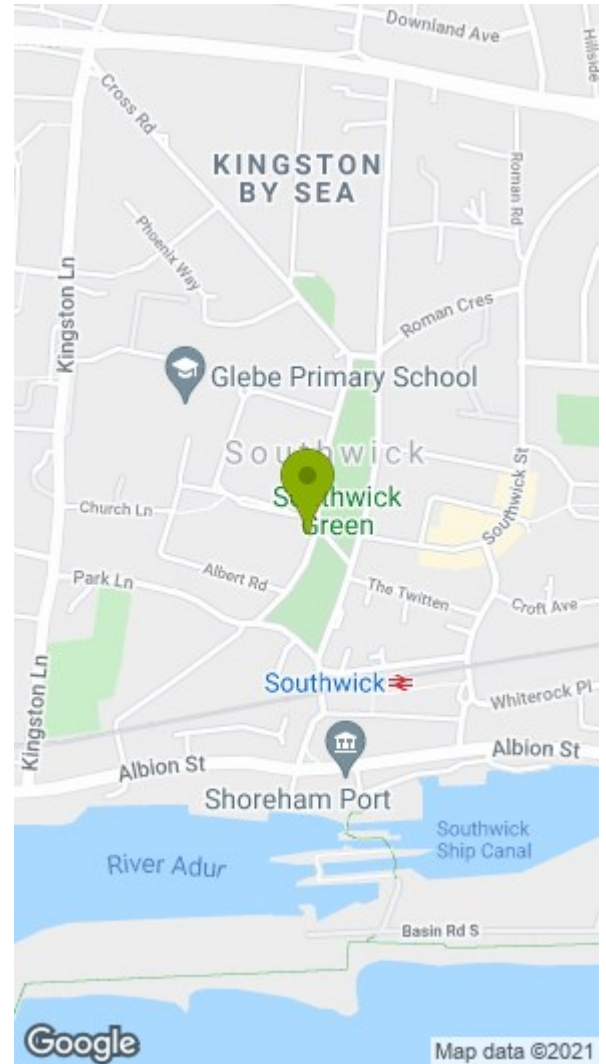 Downland Ave
Hillside
Cross Rd
KINGSTON
BY SEA
Roman Rd
Phoenix Way
Kingston Ln
Roman Cres
Glebe Primary School
Southwick
Southwick
Green
Southwick St
Church Ln
Albert Rd
Park Ln
The Twitten
Croft Ave
Southwick
Kingston Ln
Whiterock Pl
Albion St
Albion St
Shoreham Port
Southwick
Ship Canal
River Adur
Basin Rd S
Google
Map data ©2021